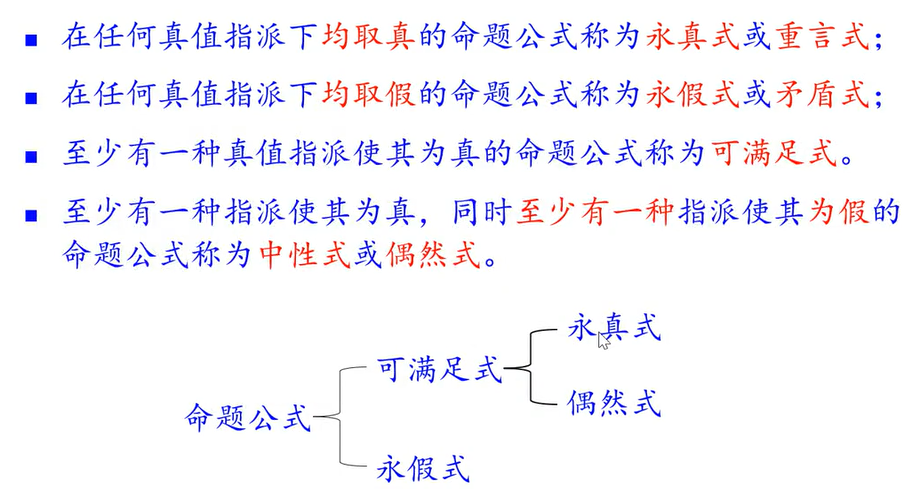 在任何真值指派下均取真的命题公式称为永真式或重言式；
在任何真值指派下均取假的命题公式称为永假式或矛盾式；
至少有一种真值指派使其为真的命题公式称为可满足式。
至少有一种指派使其为真，同时至少有一种指派使其为假的
命题公式称为中性式或偶然式。
永真式
可满足式
偶然式
命题公式
永假式